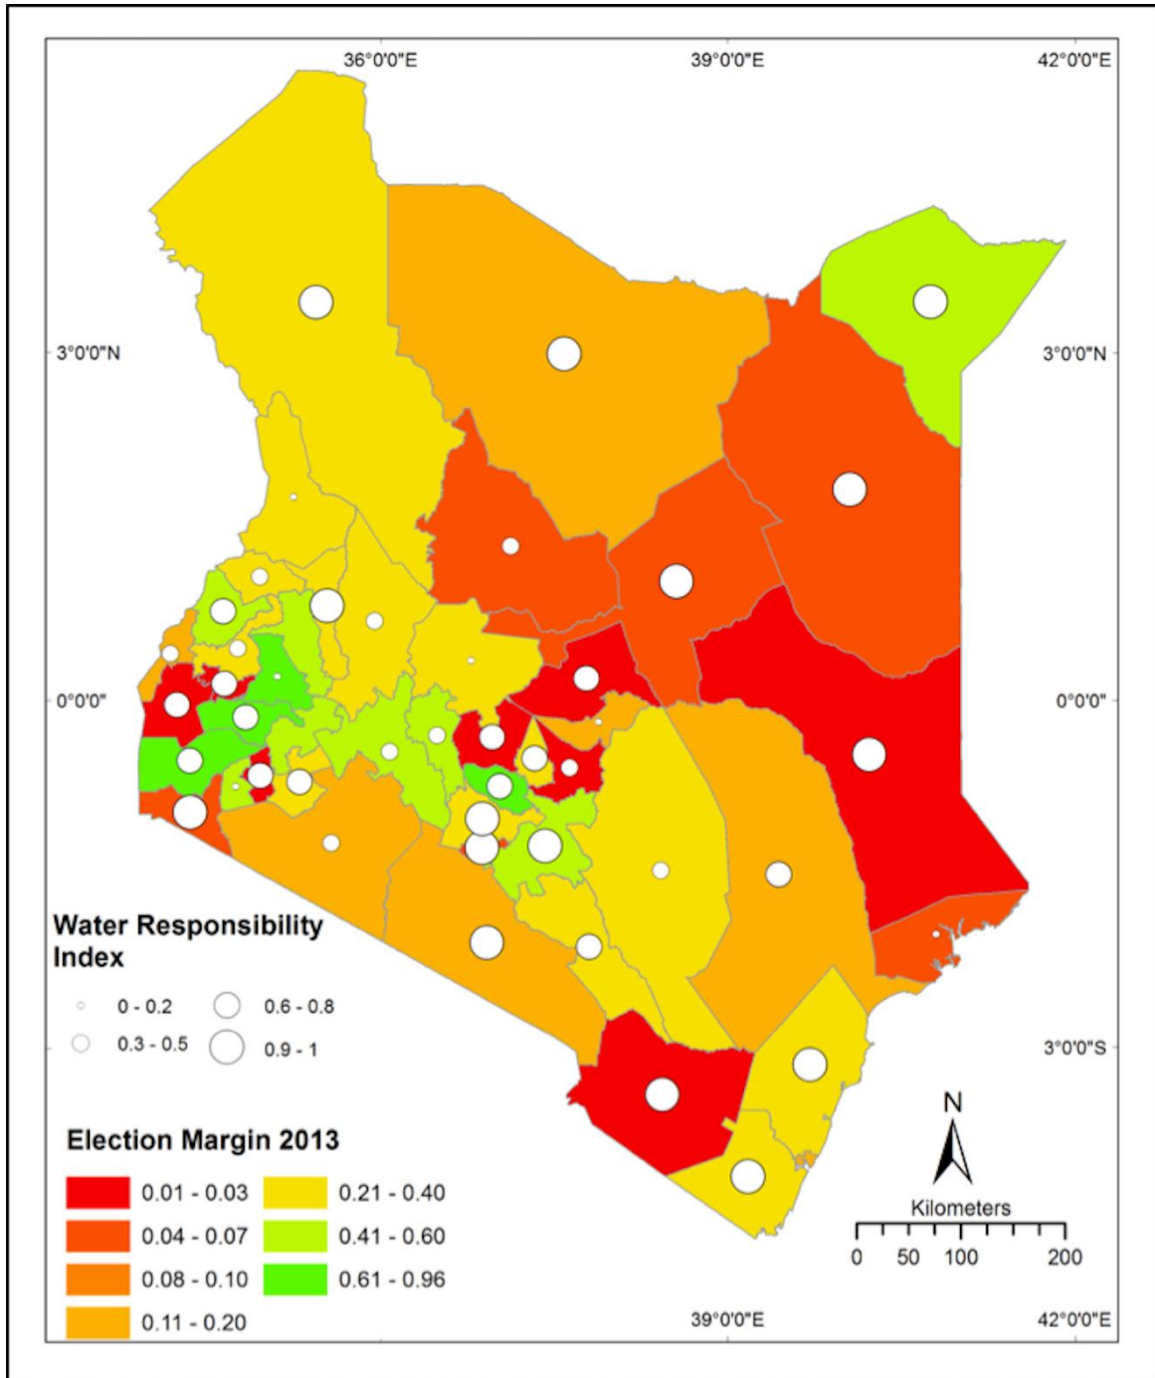 36°0'0"E 39°0'0"E 42°0'0"E
3°0'0"N 3°0'0"N
0°0'0" 0°0'0"
3°0'0"S
Water Responsibility
Index
0 - 0.2 0.6 - 0.8
0.3 - 0.5 0.9 - 1
Election Margin 2013
0.01 - 0.03 0.21 - 0.40
0.04 - 0.07 0.41 - 0.60
0.08 - 0.10 0.61 - 0.96
0.11 - 0.20
N
Kilometers
0 50 100 200
39°0'0"E 42°0'0"E